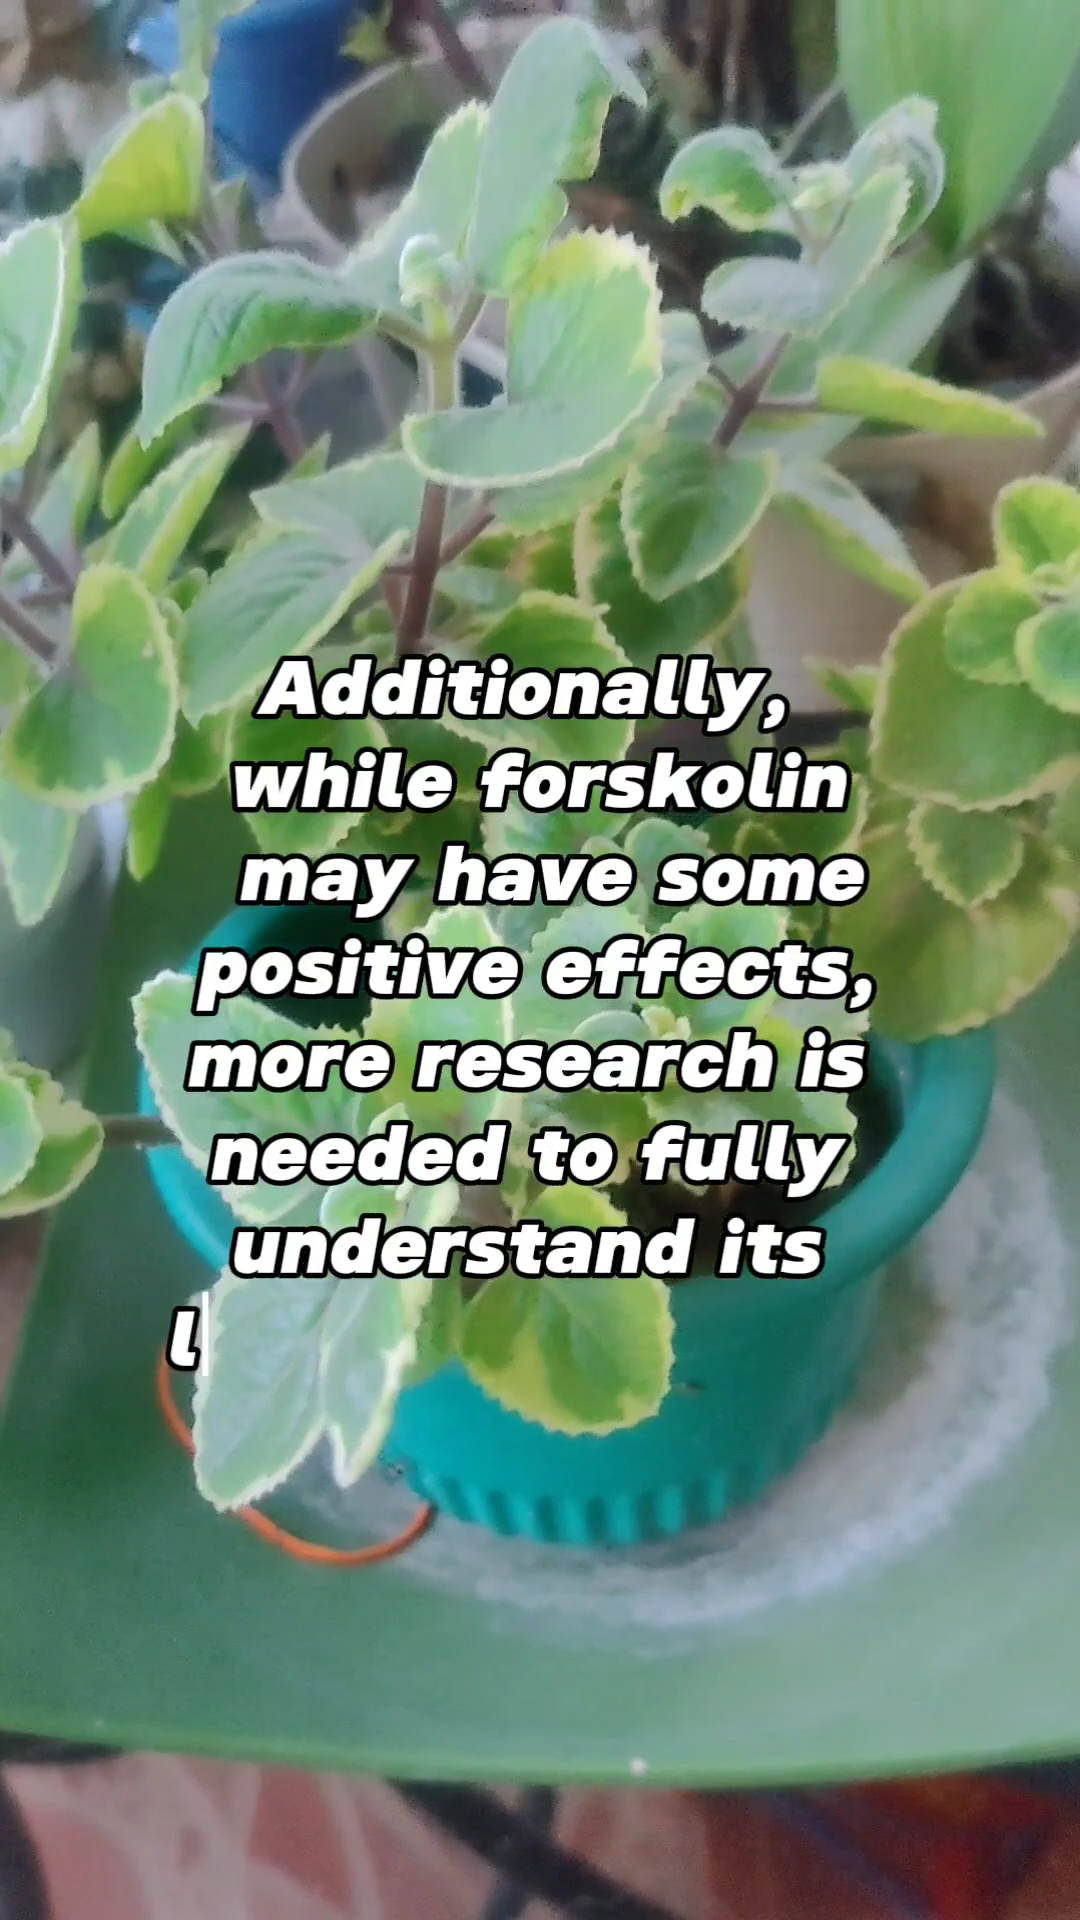 Additionally,
while forskolin
may have some
positive effects,
more research is
needed to fully
understand its
l